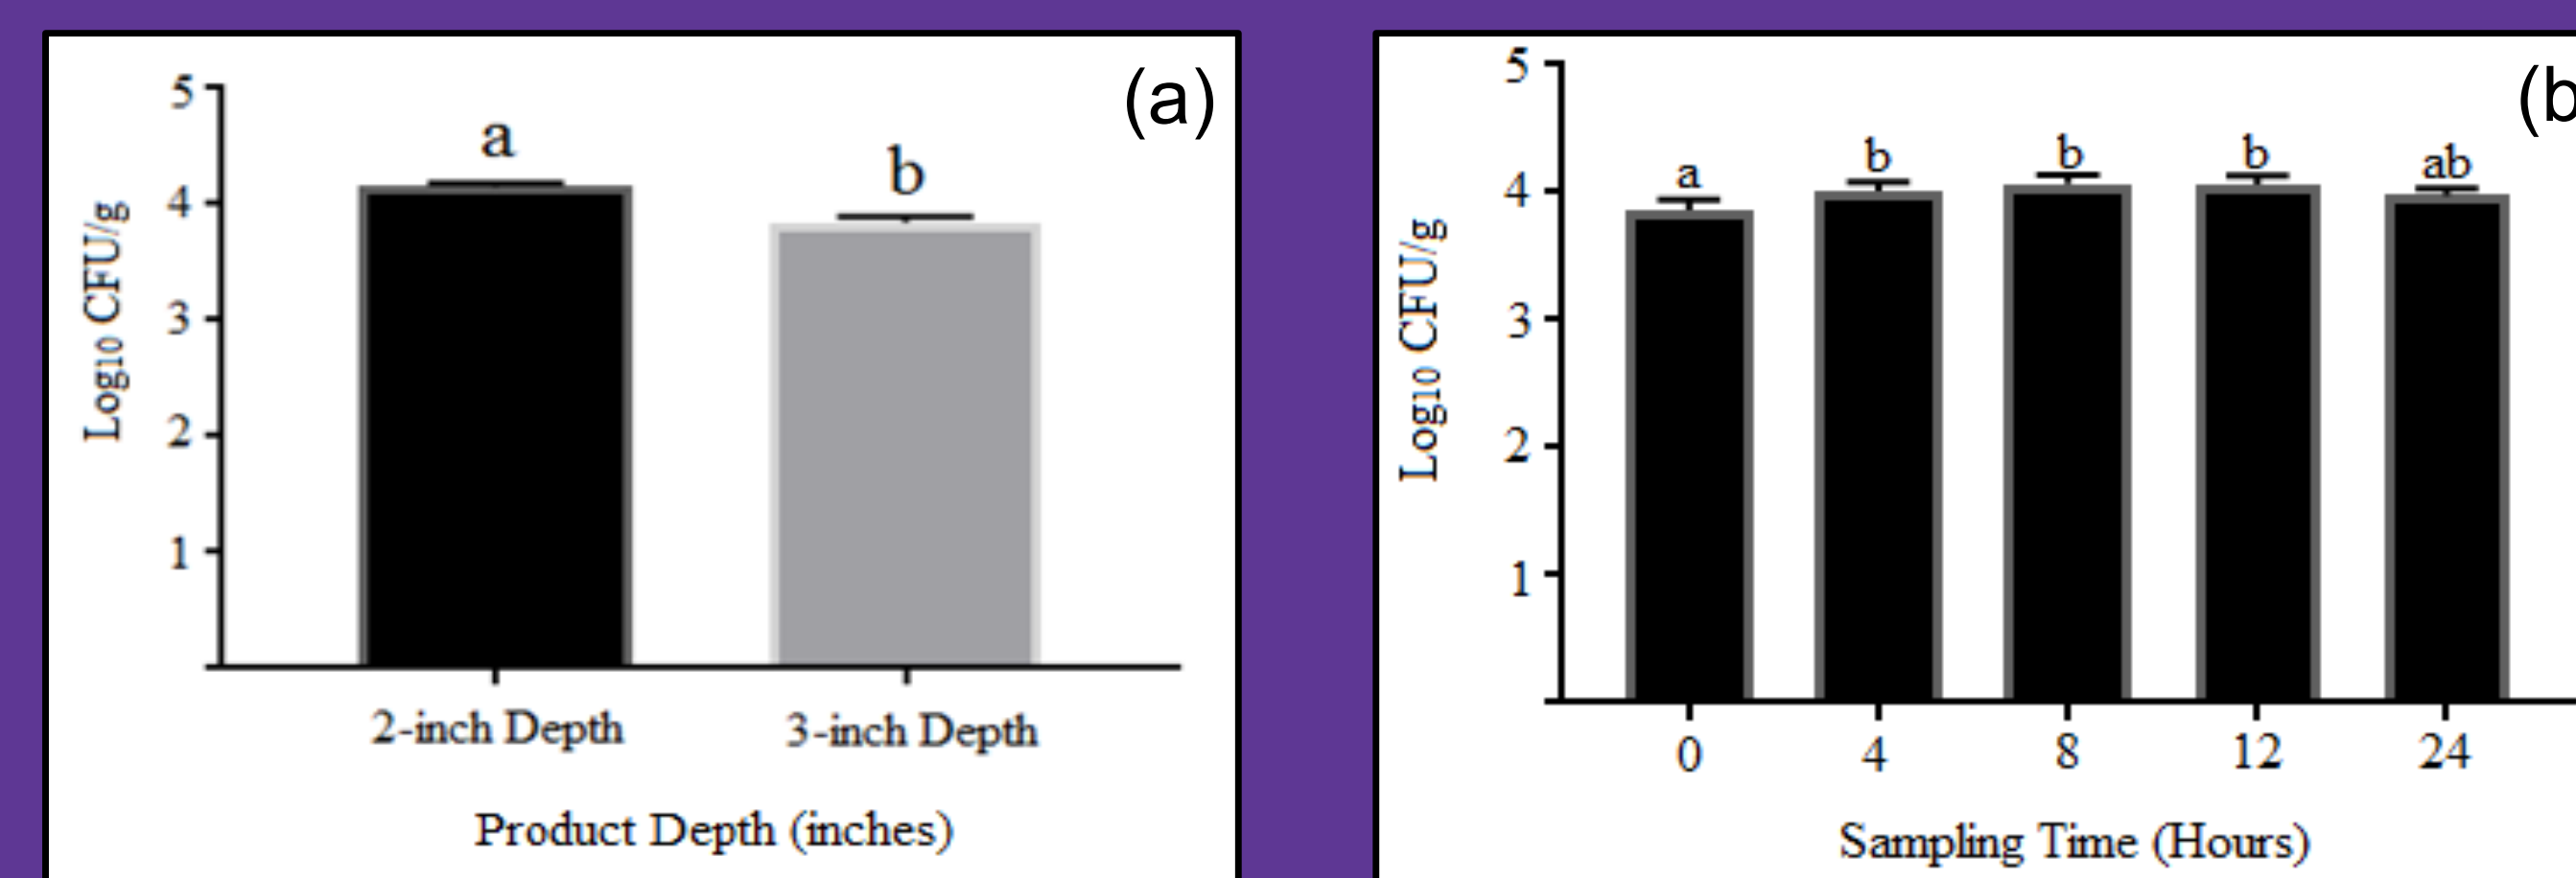 (a)
5
4
3
2
1
a
b
Log10 CFU/g
2-inch Depth
3-inch Depth
Product Depth (inches)
(b
5
4
3
2
1
a
b
b
b
ab
Log10 CFU/g
0
4
8
12
24
Sampling Time (Hours)